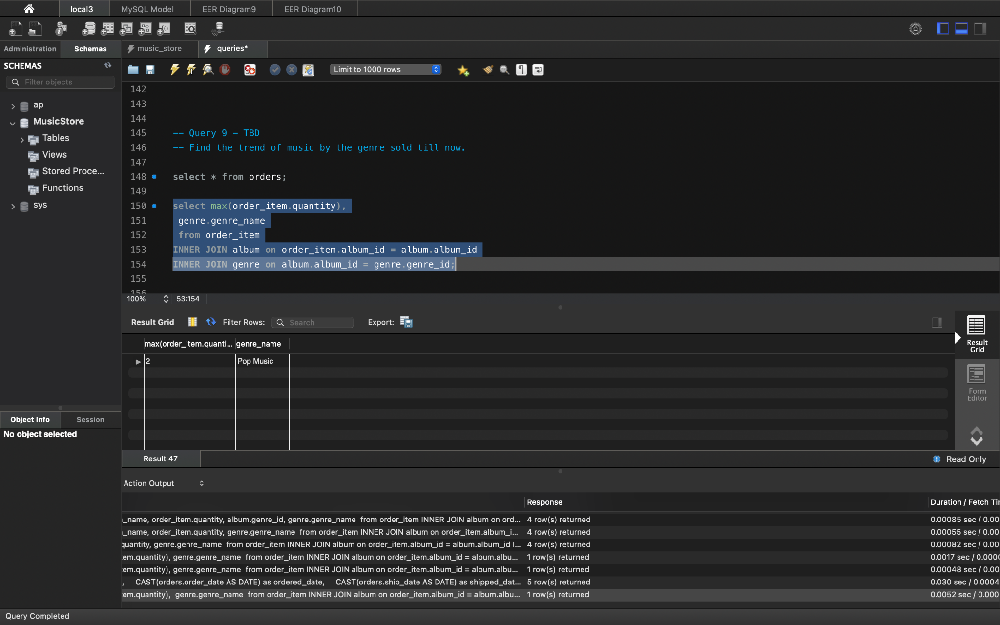 local3
MySQL Model
EER Diagram9
EER Diagram10
Administration
Schemas
music_store
queries*
SCHEMAS
Filter objects
Limit to 1000 rows
ap
MusicStore
Tables
Views
Stored Proce...
Functions
sys
142
143
144
145 -- Query 9 - TBD
146 -- Find the trend of music by the genre sold till now.
147
148 select * from orders;
149
150 select max(order_item.quantity),
151 genre.genre_name
152 from order_item
153 INNER JOIN album on order_item.album_id = album.album_id
154 INNER JOIN genre on album.album_id = genre.genre_id;
155
156
100% 53:154
Result Grid Filter Rows: Search Export:
max(order_item.quanti... genre_name
2 Pop Music
Result Grid
Form Editor
Object Info
Session
No object selected
Result 47
Read Only
Action Output
Response Duration / Fetch Ti
_name, order_item.quantity, album.genre_id, genre.genre_name from order_item INNER JOIN album on ord... 4 row(s) returned 0.00085 sec / 0.00
_name, order_item.quantity, genre.genre_name from order_item INNER JOIN album on order_item.album_i... 4 row(s) returned 0.00055 sec / 0.00
quantity, genre.genre_name from order_item INNER JOIN album on order_item.album_id = album.album_id I... 4 row(s) returned 0.00082 sec / 0.00
em.quantity), genre.genre_name from order_item INNER JOIN album on order_item.album_id = album.albu... 1 row(s) returned 0.0017 sec / 0.000
em.quantity), genre.genre_name from order_item INNER JOIN album on order_item.album_id = album.albu... 1 row(s) returned 0.00048 sec / 0.00
, CAST(orders.order_date AS DATE) as ordered_date, CAST(orders.ship_date AS DATE) as shipped_dat... 5 row(s) returned 0.030 sec / 0.0004
em.quantity), genre.genre_name from order_item INNER JOIN album on order_item.album_id = album.albu... 1 row(s) returned 0.0052 sec / 0.000
Query Completed